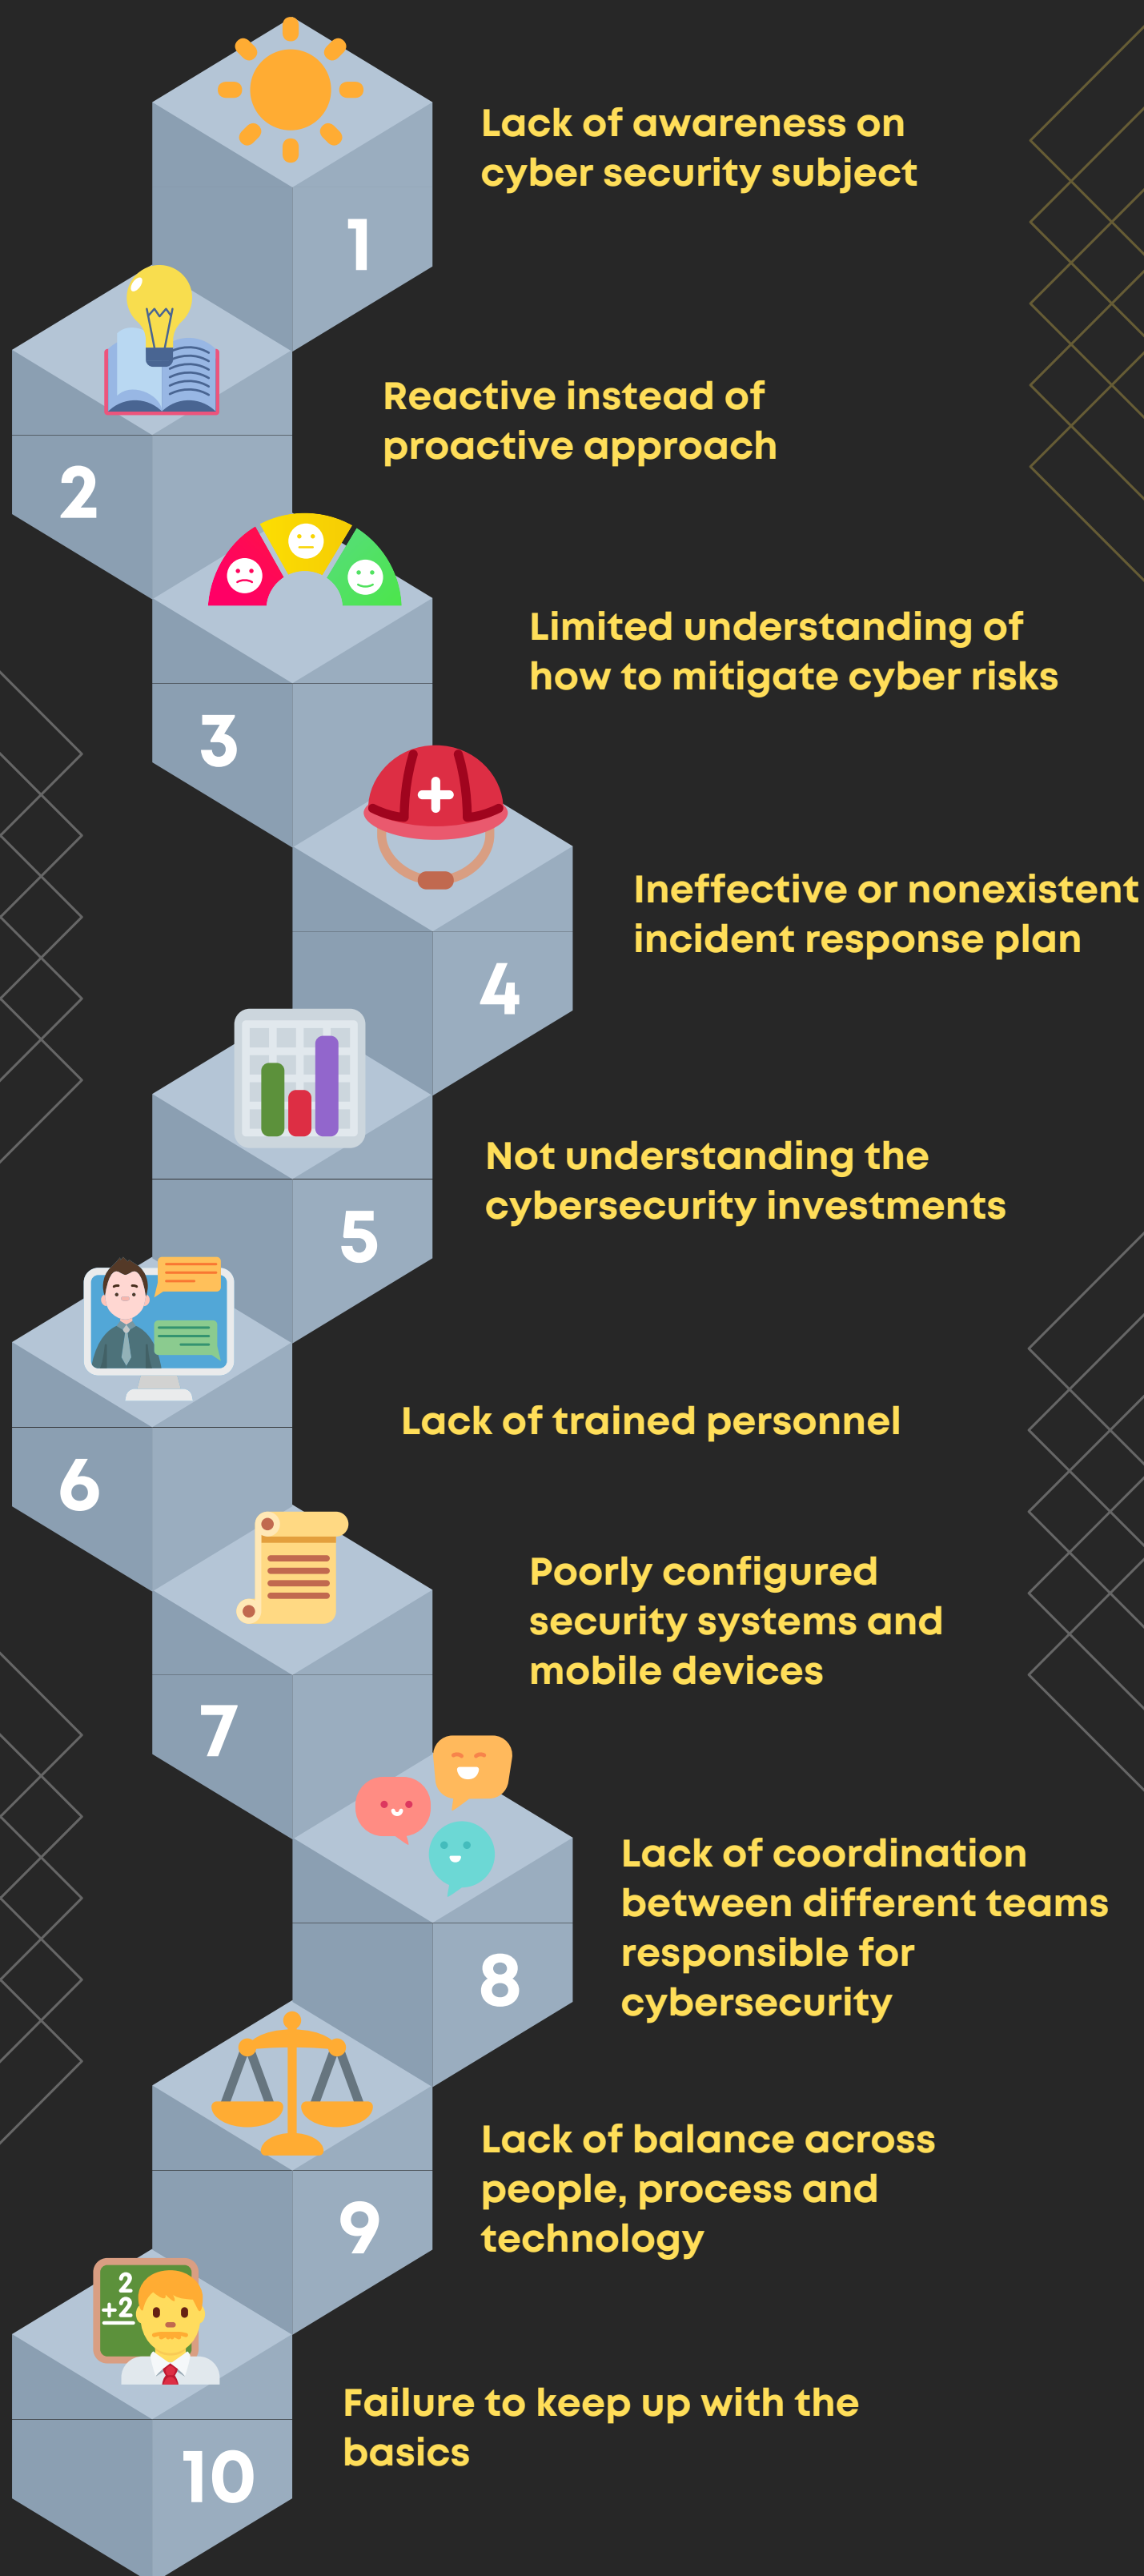 Lack of awareness on
cyber security subject
1
Reactive instead of
proactive approach
2
Limited understanding of
how to mitigate cyber risks
3
Ineffective or nonexistent
incident response plan
4
Not understanding the
cybersecurity investments
5
Lack of trained personnel
6
Poorly configured
security systems and
mobile devices
7
Lack of coordination
between different teams
responsible for
cybersecurity
8
Lack of balance across
people, process and
technology
9
2
+2
Failure to keep up with the
basics
10